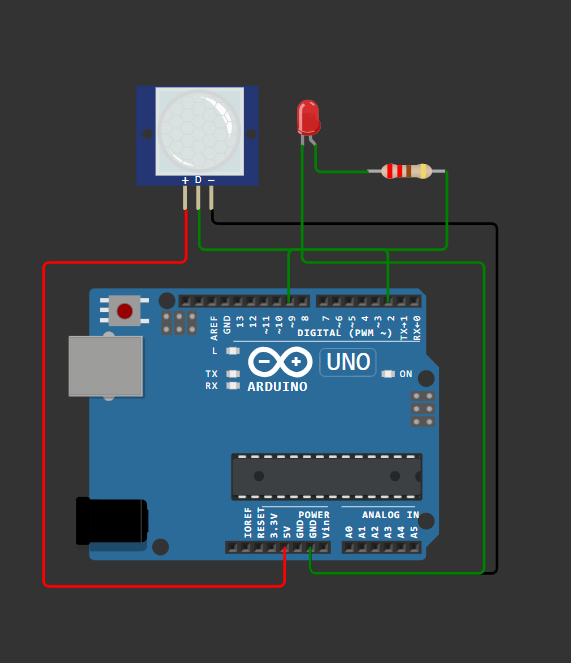 + D −
AREF
GND
13
12
~11
~10
~9
8
7
~6
~5
4
~3
2
TX→1
RX←0
DIGITAL (PWM ~)
L
TX
RX
UNO
ARDUINO
ON
IOREF
RESET
3.3V
5V
GND
GND
Vin
POWER
ANALOG IN
A0
A1
A2
A3
A4
A5